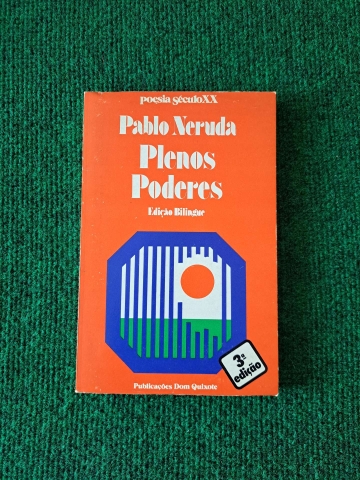 poesia séculoXX
Pablo Neruda
Plenos
Poderes
Edição Bilingue
3ª
edição
Publicações Dom Quixote